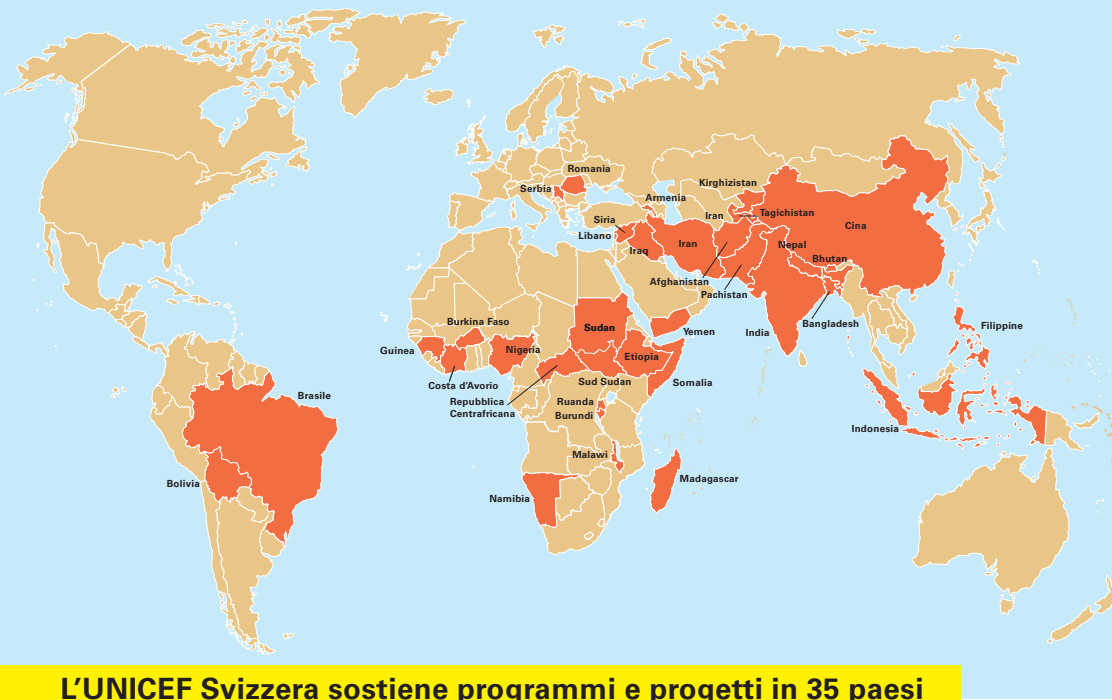 Romania
Serbia
Armenia
Kirghizistan
Siria
Iran
Tagichistan
Libano
Iraq
Iran
Cina
Nepal
Bhutan
Afghanistan
Pachistan
Burkina Faso
Sudan
Yemen
India
Bangladesh
Filippine
Guinea
Nigeria
Etiopia
Costa d'Avorio
Sud Sudan
Somalia
Repubblica
Centrafricana
Ruanda
Burundi
Brasile
Indonesia
Malawi
Madagascar
Bolivia
Namibia
L'UNICEF Svizzera sostiene programmi e progetti in 35 paesi